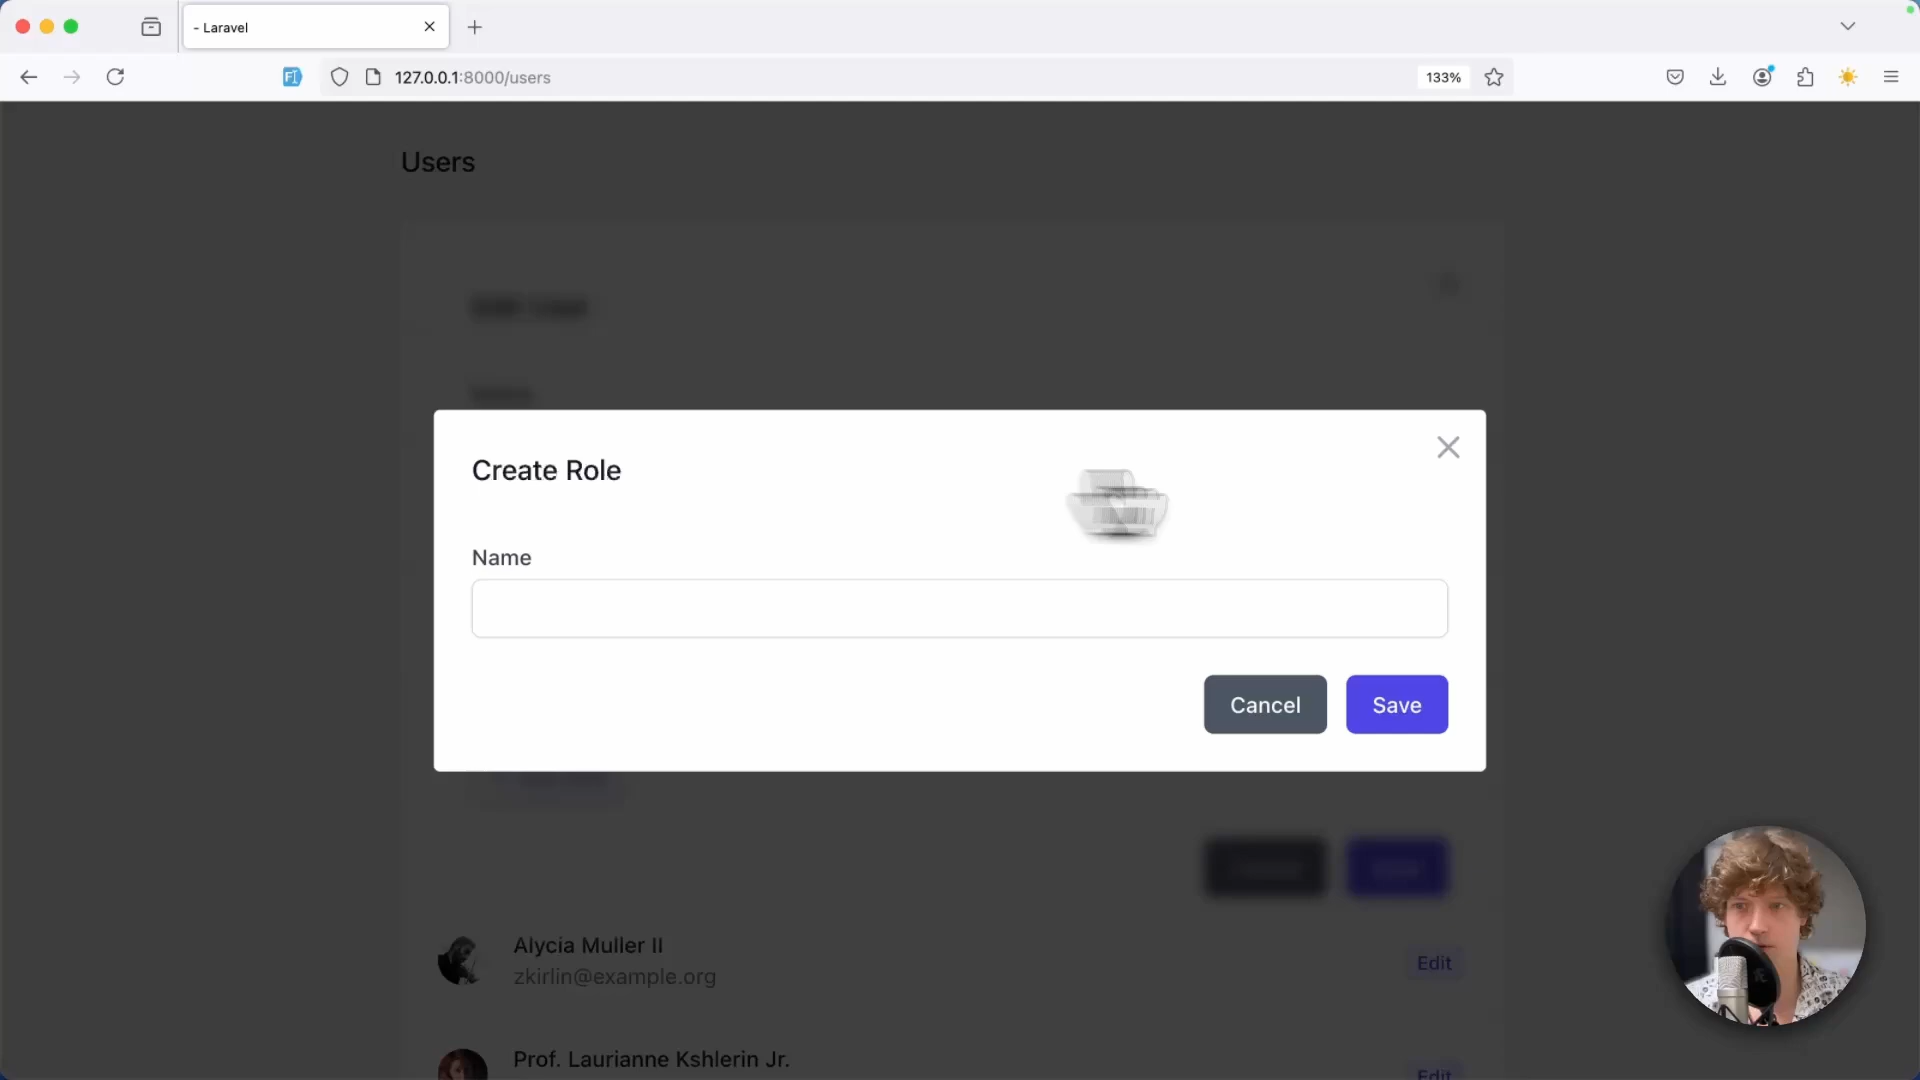 - Laravel
127.0.0.1:8000/users
133%
Users
Create Role
Name
Cancel
Save
Alycia Muller II
zkirlin@example.org
Edit
Prof. Laurianne Kshlerin Jr.
Edit